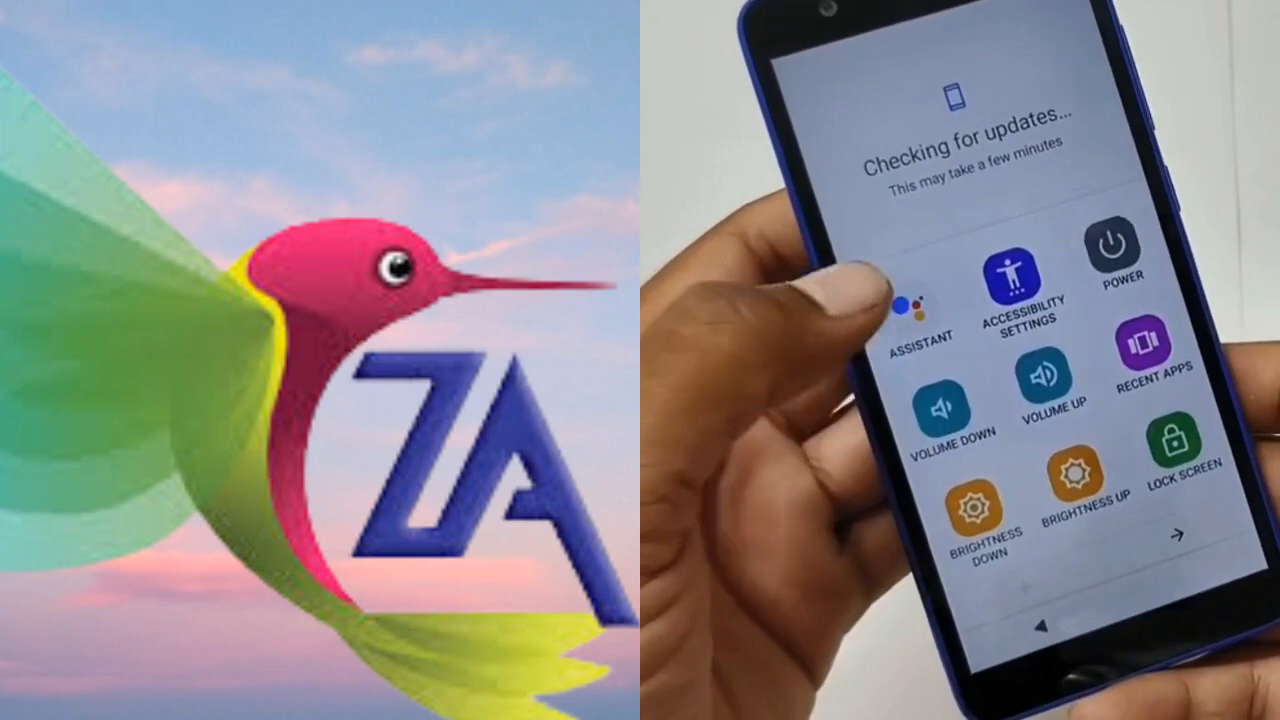 ZA
Checking for updates...
This may take a few minutes
ASSISTANT
ACCESSIBILITY
SETTINGS
POWER
VOLUME DOWN
VOLUME UP
RECENT APPS
BRIGHTNESS
DOWN
BRIGHTNESS UP
LOCK SCREEN